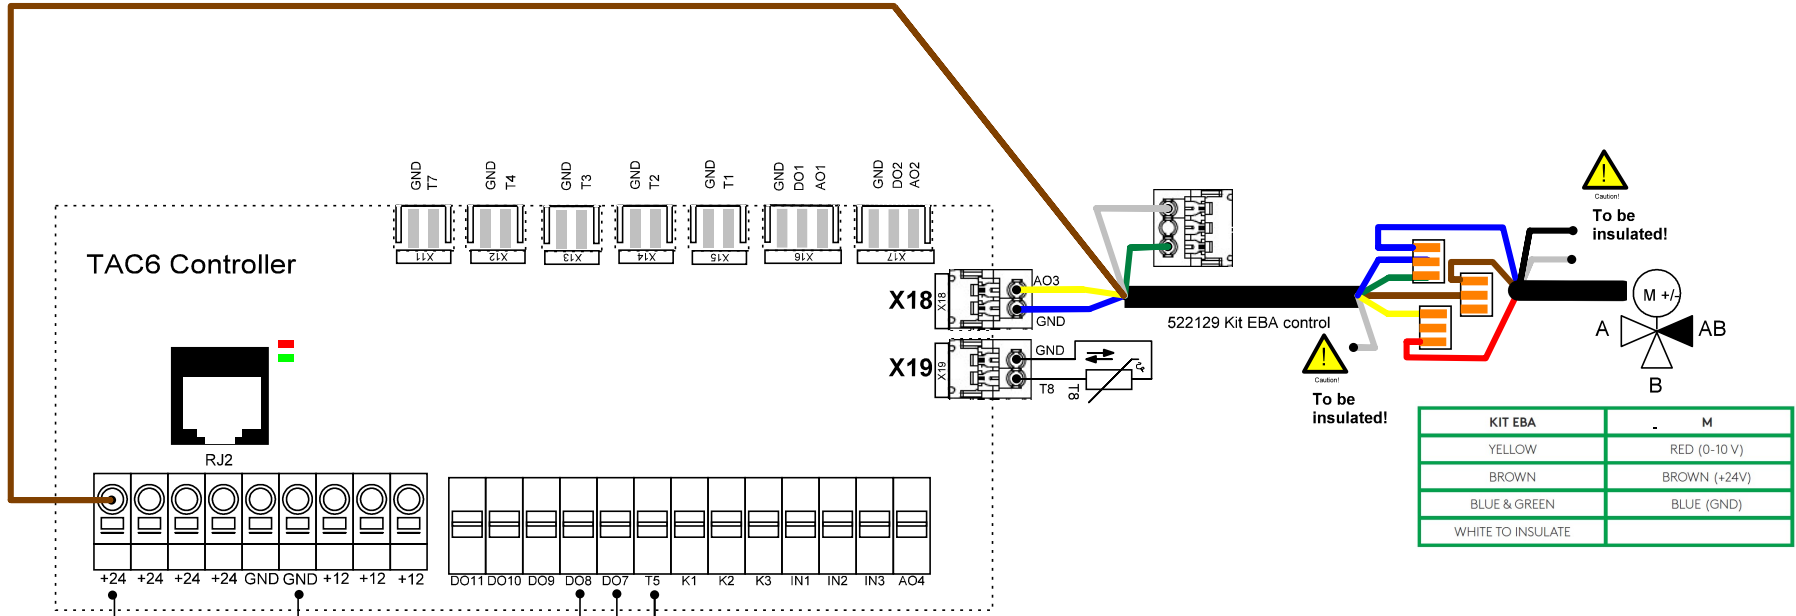 GND T7
GND T4
GND T3
GND T2
GND T1
GND DO1 AO1
GND DO2 AO2
X11
X12
X13
X14
X15
X16
X17
TAC6 Controller
X18
X18
AO3
GND
X19
X19
GND
T8
T8
522129 Kit EBA control
!
Caution!
To be
insulated!
!
Caution!
To be
insulated!
M +/-
A
AB
B
RJ2
+24 +24 +24 +24 GND GND +12 +12 +12
DO11 DO10 DO9 DO8 DO7 T5 K1 K2 K3 IN1 IN2 IN3 AO4
KIT EBA - M
YELLOW RED (0-10 V)
BROWN BROWN (+24V)
BLUE & GREEN BLUE (GND)
WHITE TO INSULATE